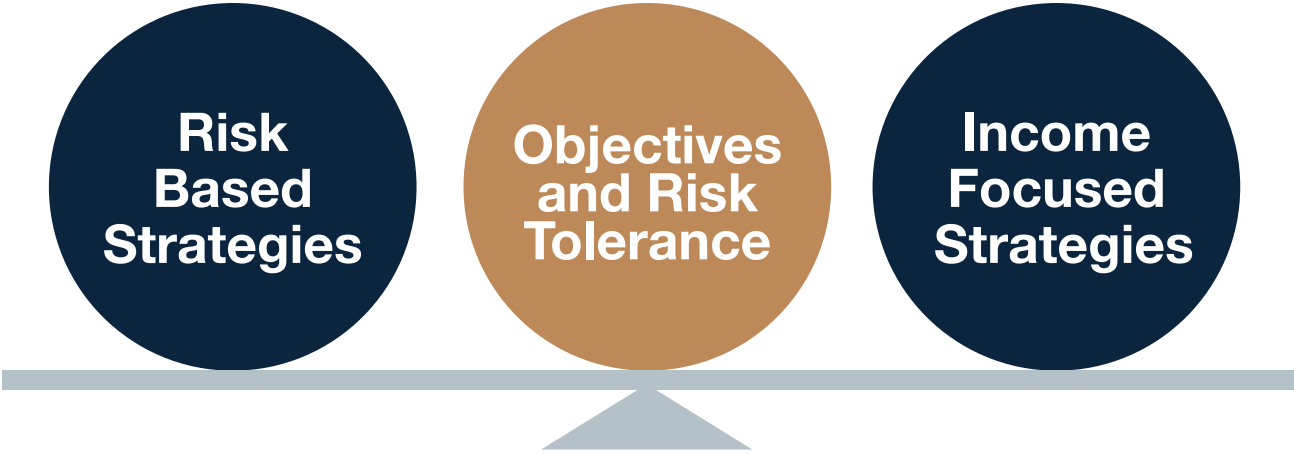 Risk
Based
Strategies
Objectives
and Risk
Tolerance
Income
Focused
Strategies